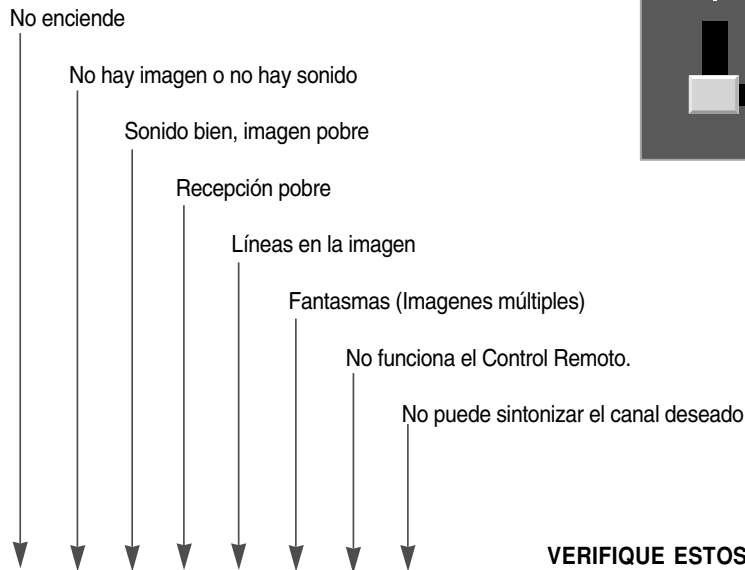 No enciende
No hay imagen o no hay sonido
Sonido bien, imagen pobre
Recepción pobre
Líneas en la imagen
Fantasmas (Imagenes múltiples)
No funciona el Control Remoto.
No puede sintonizar el canal deseado
VERIFIQUE ESTOS